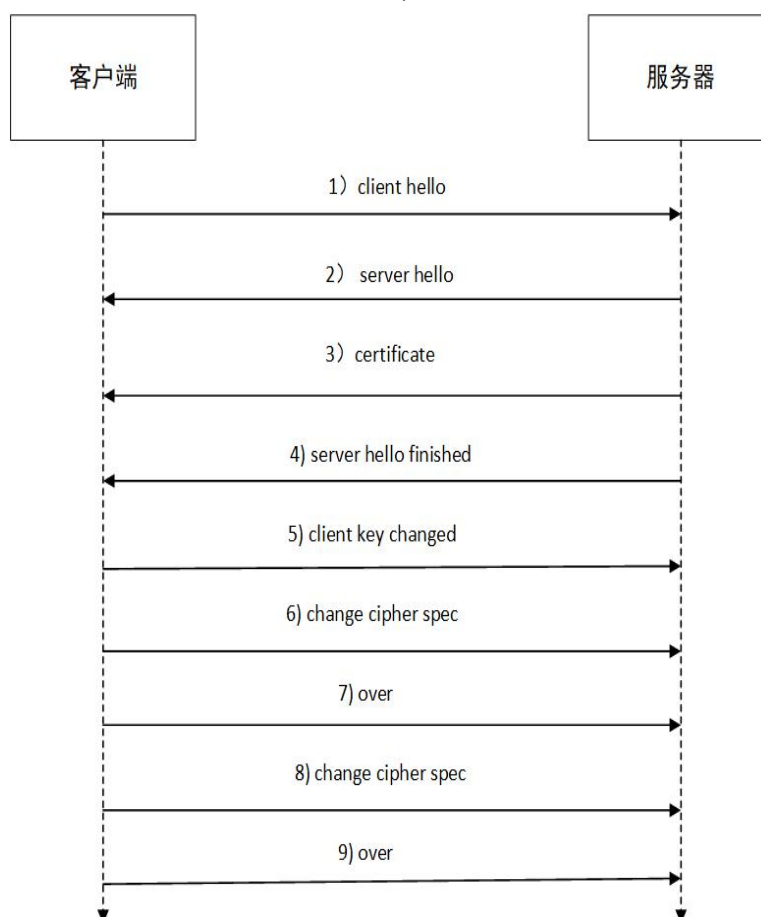 客户端
服务器
1）client hello
2） server hello
3）certificate
4) server hello finished
5) client key changed
6) change cipher spec
7) over
8) change cipher spec
9) over